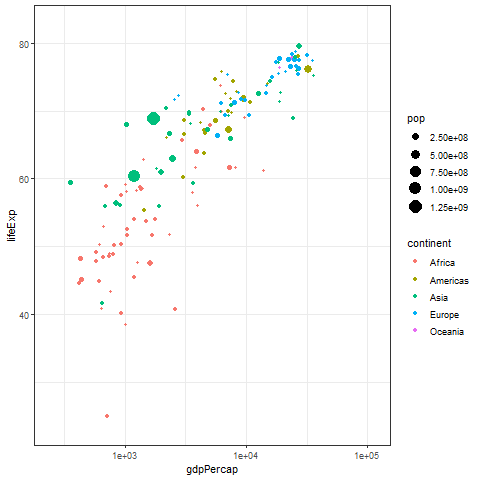 80
60
40
lifeExp
1e+03
1e+04
1e+05
gdpPercap
pop
2.50e+08
5.00e+08
7.50e+08
1.00e+09
1.25e+09
continent
Africa
Americas
Asia
Europe
Oceania